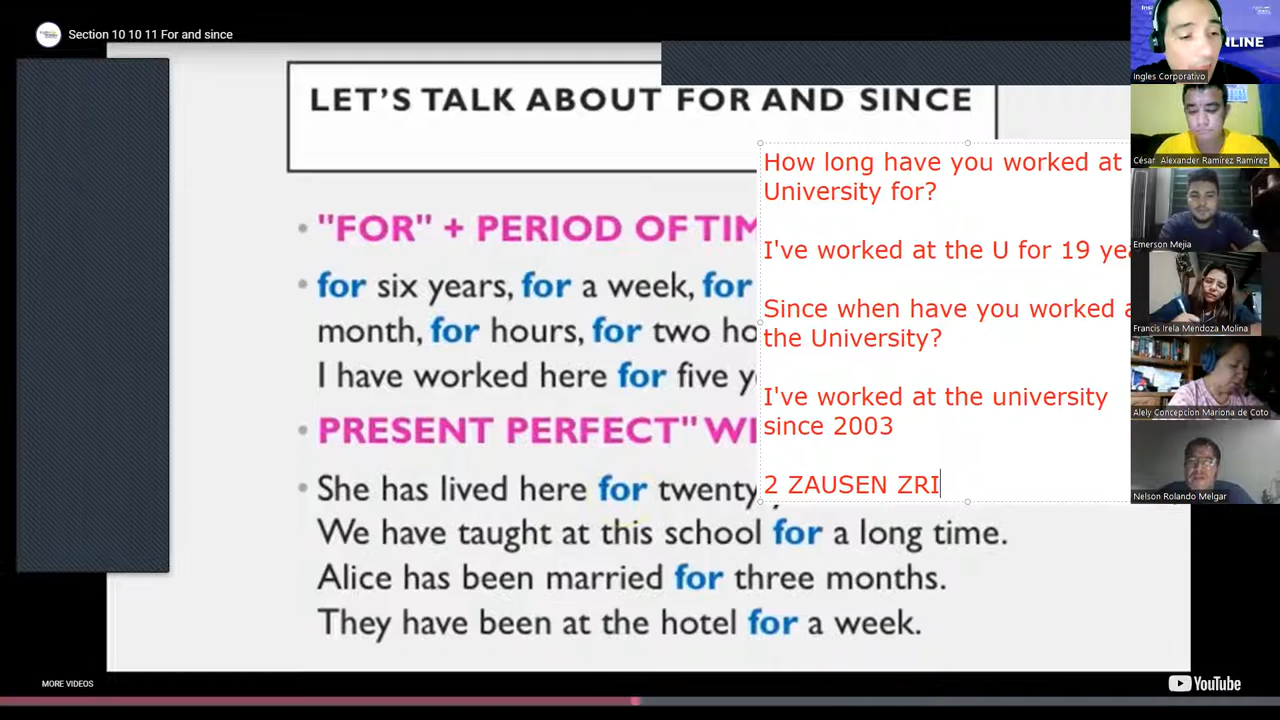 Section 10 10 11 For and since
LET'S TALK ABOUT FOR AND SINCE
"FOR" + PERIOD OF TIM
for six years, for a week, for
month, for hours, for two ho
I have worked here for five y
PRESENT PERFECT" WI
She has lived here for twenty
We have taught at this school for a long time.
Alice has been married for three months.
They have been at the hotel for a week.
How long have you worked at
University for?
I've worked at the U for 19 yea
Since when have you worked a
the University?
I've worked at the university
since 2003
2 ZAUSEN ZRI
NLINE
Ingles Corporativo
César Alexander Ramírez Ramírez
Emerson Mejia
Francis Irela Mendoza Molina
Alely Concepcion Mariona de Coto
Nelson Rolando Melgar
MORE VIDEOS
YouTube